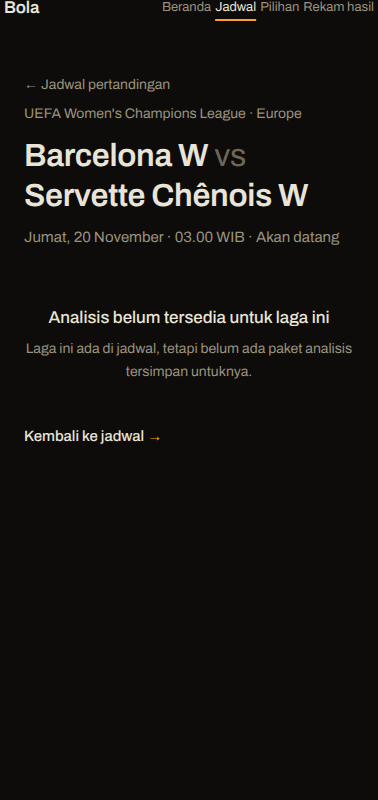 Bola
Beranda Jadwal Pilihan Rekam hasil
← Jadwal pertandingan
UEFA Women's Champions League · Europe
Barcelona W vs
Servette Chênois W
Jumat, 20 November · 03.00 WIB · Akan datang
Analisis belum tersedia untuk laga ini
Laga ini ada di jadwal, tetapi belum ada paket analisis
tersimpan untuknya.
Kembali ke jadwal →